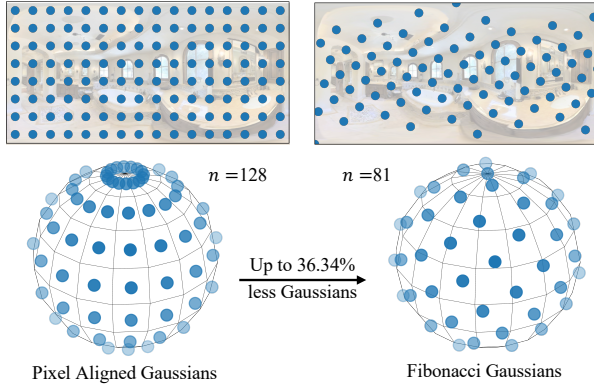 n =128
n =81
Up to 36.34%
less Gaussians
Pixel Aligned Gaussians
Fibonacci Gaussians